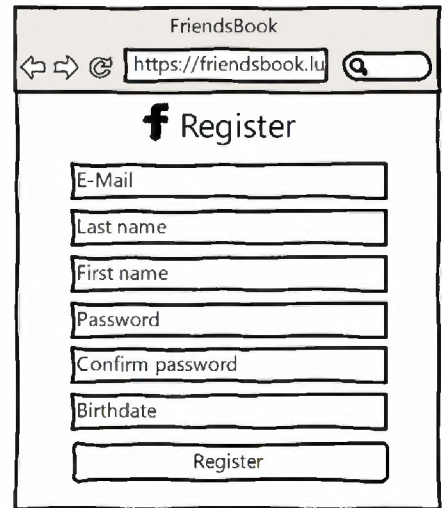 FriendsBook
https://friendsbook.lu
f Register
E-Mail
Last name
First name
Password
Confirm password
Birthdate
Register